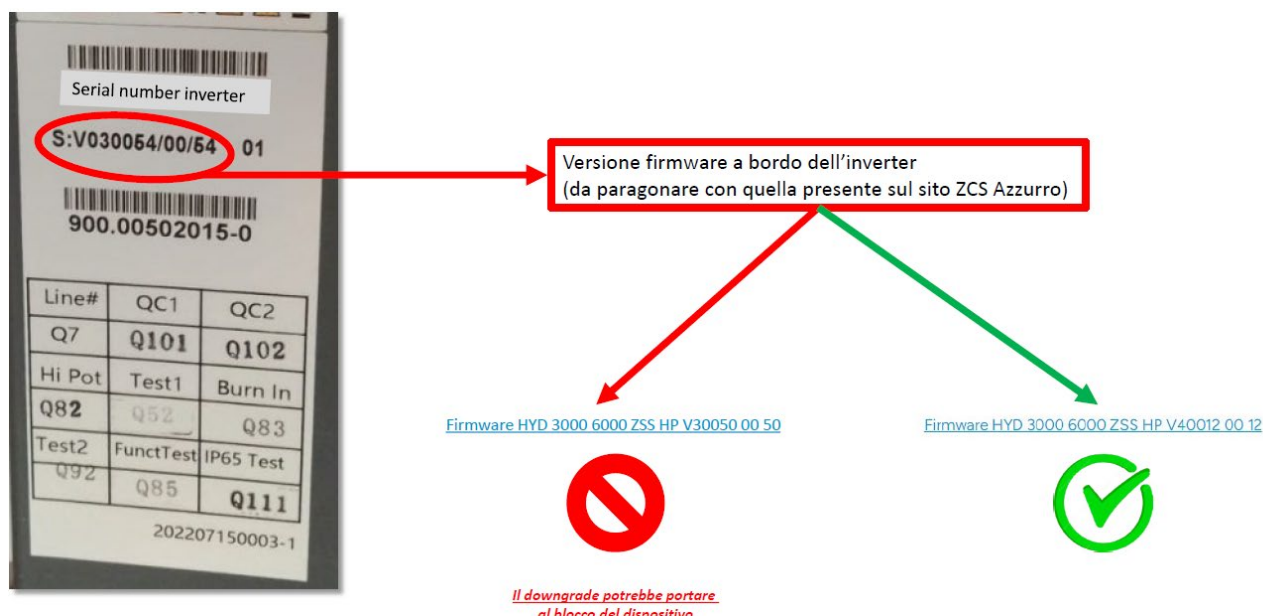 Serial number inverter
S:V030054/00/54 01
900.00502015-0
Line# QC1 QC2
Q7 Q101 Q102
Hi Pot Test1 Burn In
Q82 Q52 Q83
Test2 FunctTest IP65 Test
Q92 Q85 Q111
202207150003-1
Versione firmware a bordo dell'inverter
(da paragonare con quella presente sul sito ZCS Azzurro)
Firmware HYD 3000 6000 ZSS HP V30050 00 50
Firmware HYD 3000 6000 ZSS HP V40012 00 12
Il downgrade potrebbe portare
al blocco del dispositivo